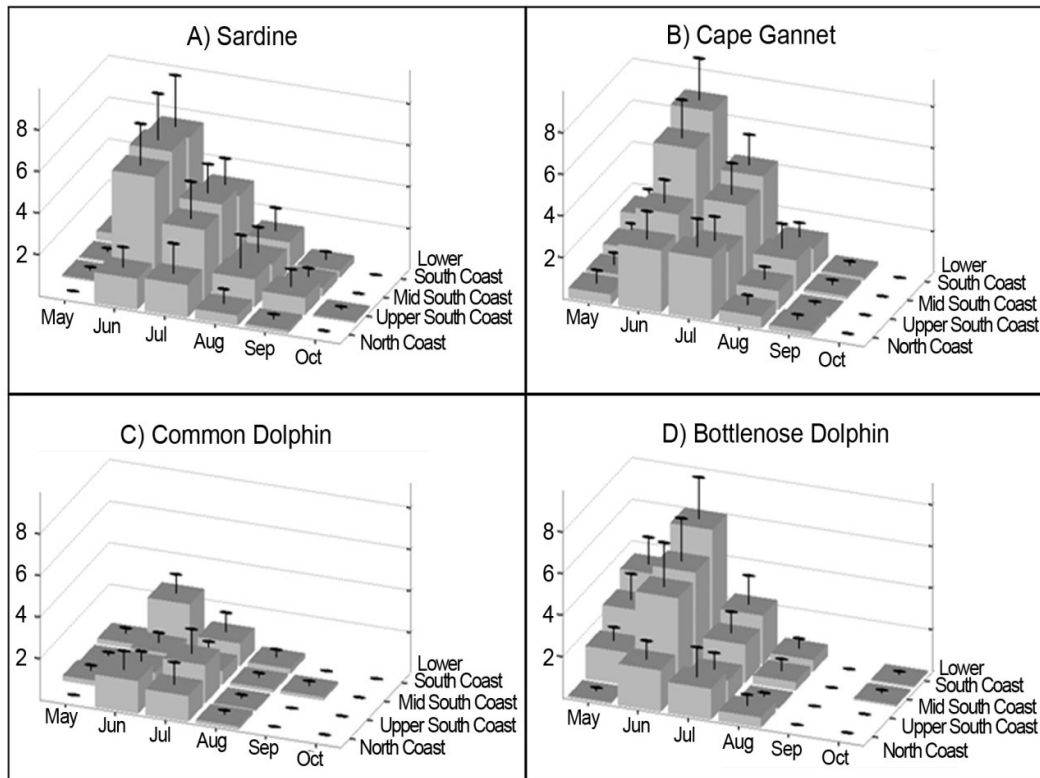 A) Sardine
8
6
4
2
May
Jun
Jul
Aug
Sep
Oct
Lower
South Coast
Mid South Coast
Upper South Coast
North Coast
B) Cape Gannet
8
6
4
2
May
Jun
Jul
Aug
Sep
Oct
Lower
South Coast
Mid South Coast
Upper South Coast
North Coast
C) Common Dolphin
8
6
4
2
May
Jun
Jul
Aug
Sep
Oct
Lower
South Coast
Mid South Coast
Upper South Coast
North Coast
D) Bottlenose Dolphin
8
6
4
2
May
Jun
Jul
Aug
Sep
Oct
Lower
South Coast
Mid South Coast
Upper South Coast
North Coast